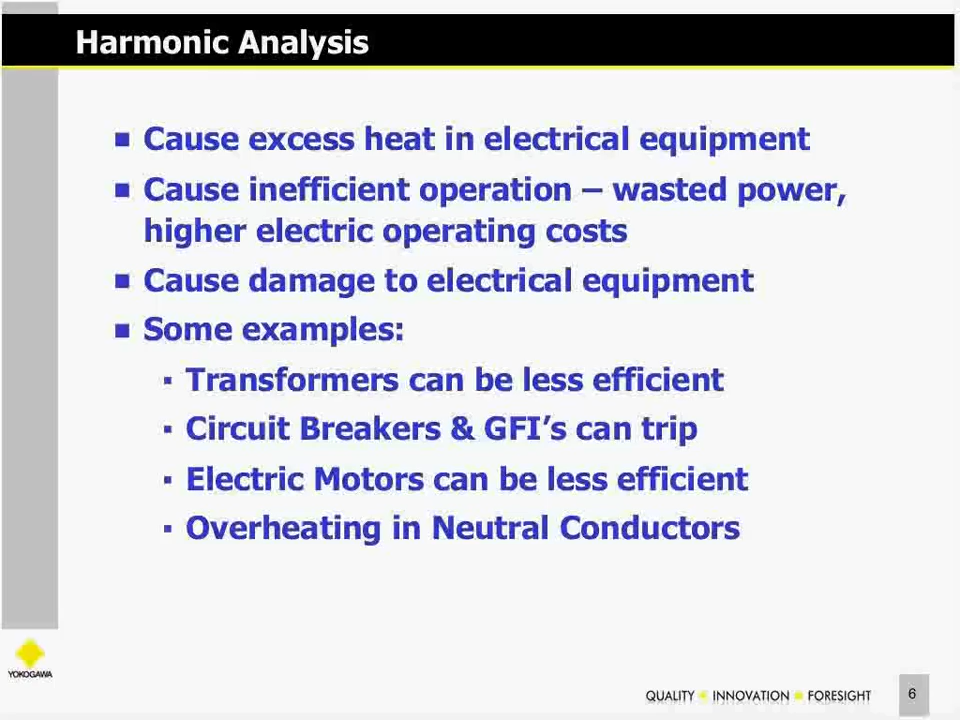 Harmonic Analysis
Cause excess heat in electrical equipment
Cause inefficient operation – wasted power,
higher electric operating costs
Cause damage to electrical equipment
Some examples:
Transformers can be less efficient
Circuit Breakers & GFI’s can trip
Electric Motors can be less efficient
Overheating in Neutral Conductors
YOKOGAWA
QUALITY INNOVATION FORESIGHT
6